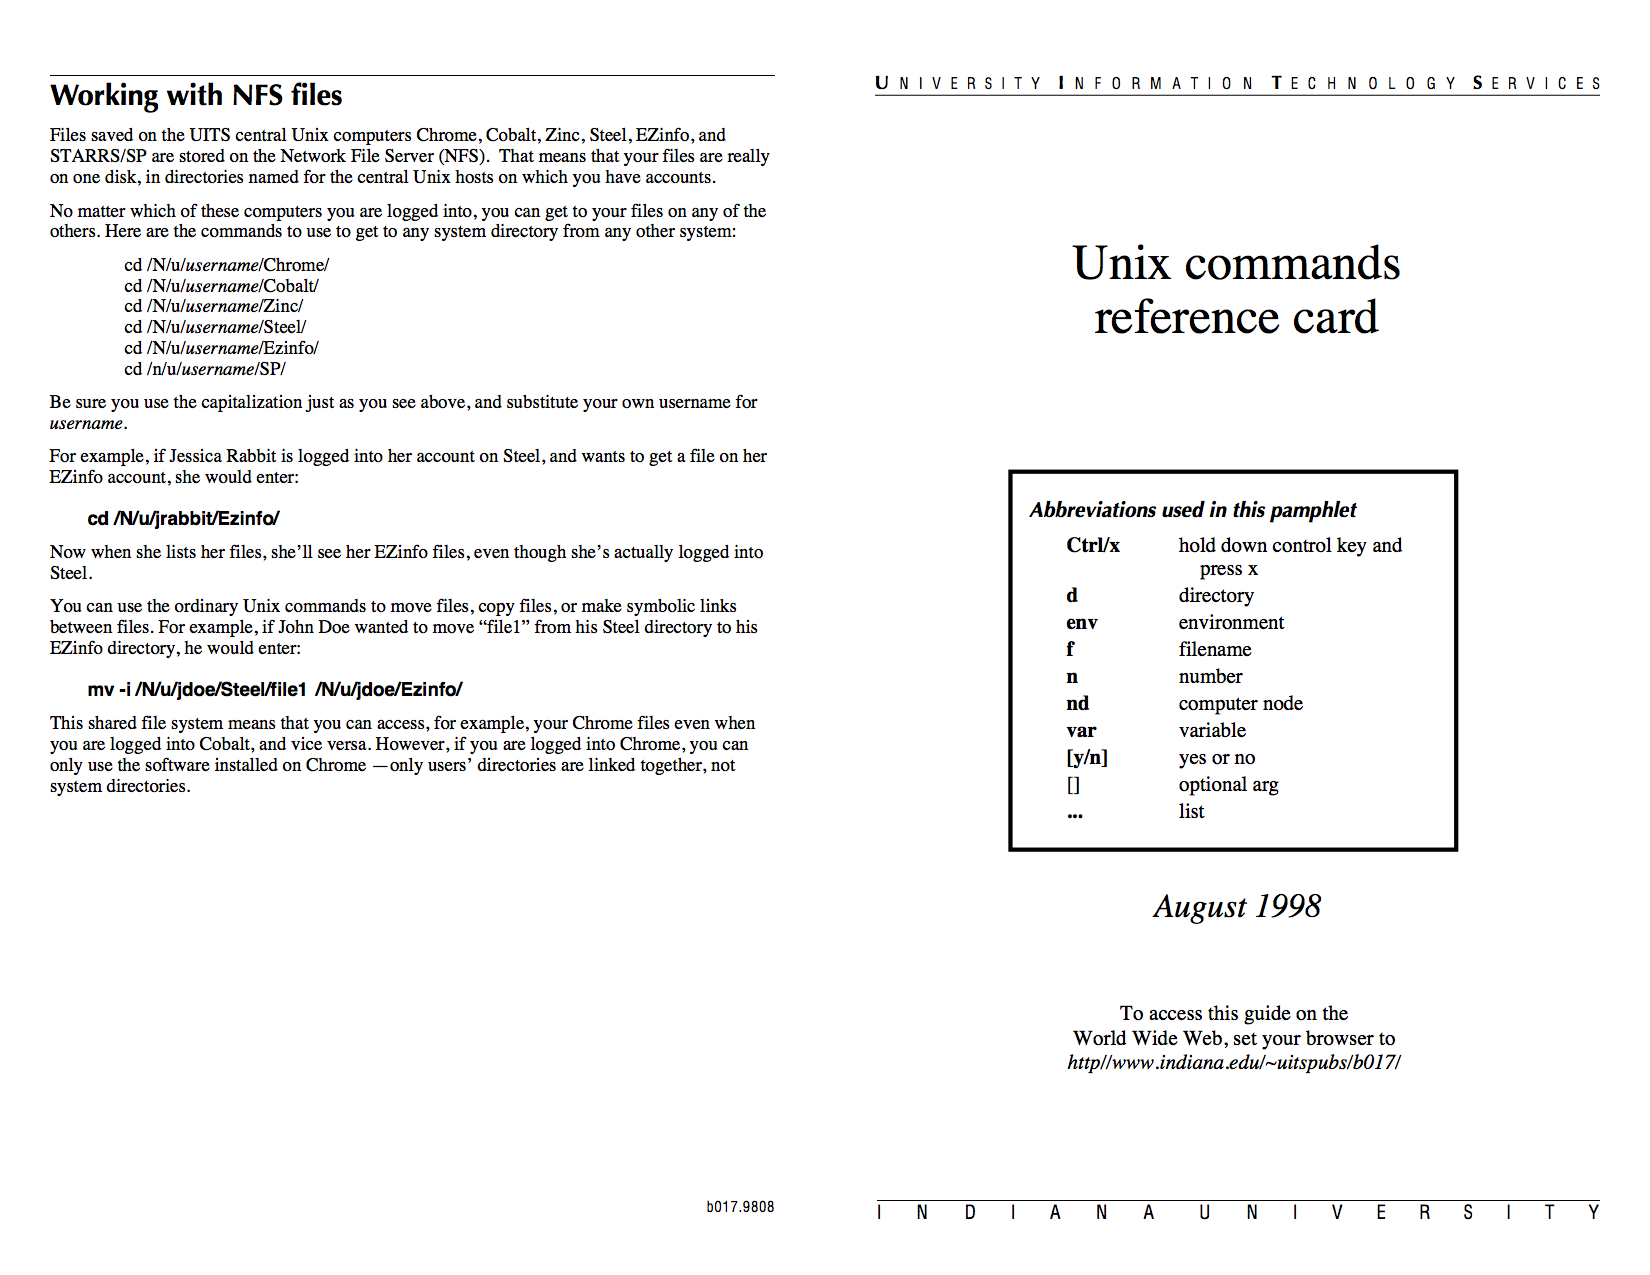 Working with NFS files
Files saved on the UITS central Unix computers Chrome, Cobalt, Zinc, Steel, EZinfo, and
STARRS/SP are stored on the Network File Server (NFS).  That means that your files are really
on one disk, in directories named for the central Unix hosts on which you have accounts.
No matter which of these computers you are logged into, you can get to your files on any of the
others. Here are the commands to use to get to any system directory from any other system:
cd /N/u/username/Chrome/
cd /N/u/username/Cobalt/
cd /N/u/username/Zinc/
cd /N/u/username/Steel/
cd /N/u/username/Ezinfo/
cd /n/u/username/SP/
Be sure you use the capitalization just as you see above, and substitute your own username for
username.
For example, if Jessica Rabbit is logged into her account on Steel, and wants to get a file on her
EZinfo account, she would enter:
cd /N/u/jrabbit/Ezinfo/
Now when she lists her files, she’ll see her EZinfo files, even though she’s actually logged into
Steel.
You can use the ordinary Unix commands to move files, copy files, or make symbolic links
between files. For example, if John Doe wanted to move “file1” from his Steel directory to his
EZinfo directory, he would enter:
mv -i /N/u/jdoe/Steel/file1  /N/u/jdoe/Ezinfo/
This shared file system means that you can access, for example, your Chrome files even when
you are logged into Cobalt, and vice versa. However, if you are logged into Chrome, you can
only use the software installed on Chrome —only users’ directories are linked together, not
system directories.
b017.9808
UNIVERSITY INFORMATION TECHNOLOGY SERVICES
Unix commands
reference card
Abbreviations used in this pamphlet
Ctrl/x hold down control key and
press x
d directory
env environment
f filename
n number
nd computer node
var variable
[y/n] yes or no
[] optional arg
... list
August 1998
To access this guide on the
World Wide Web, set your browser to
http//www.indiana.edu/~uitspubs/b017/
INDIANA UNIVERSITY